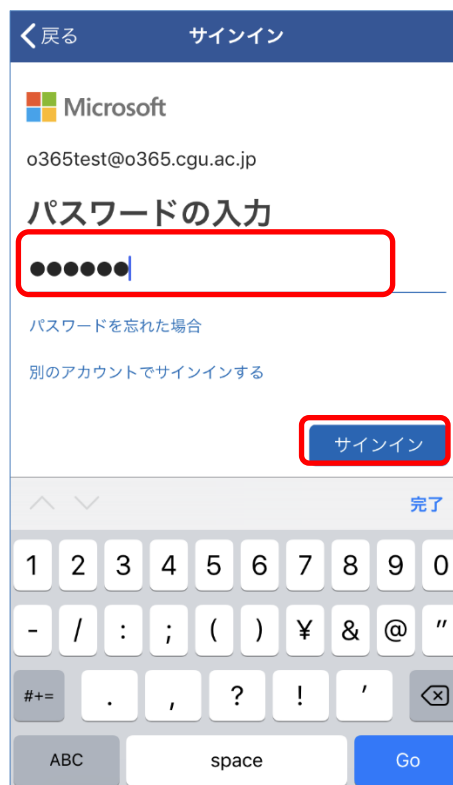 戻る サインイン
Microsoft
o365test@o365.cgu.ac.jp
パスワードの入力
●●●●●●
パスワードを忘れた場合
別のアカウントでサインインする
サインイン
完了
1 2 3 4 5 6 7 8 9 0
- / : ; ( ) ¥ & @ "
#+= . , ? ! '
ABC space Go